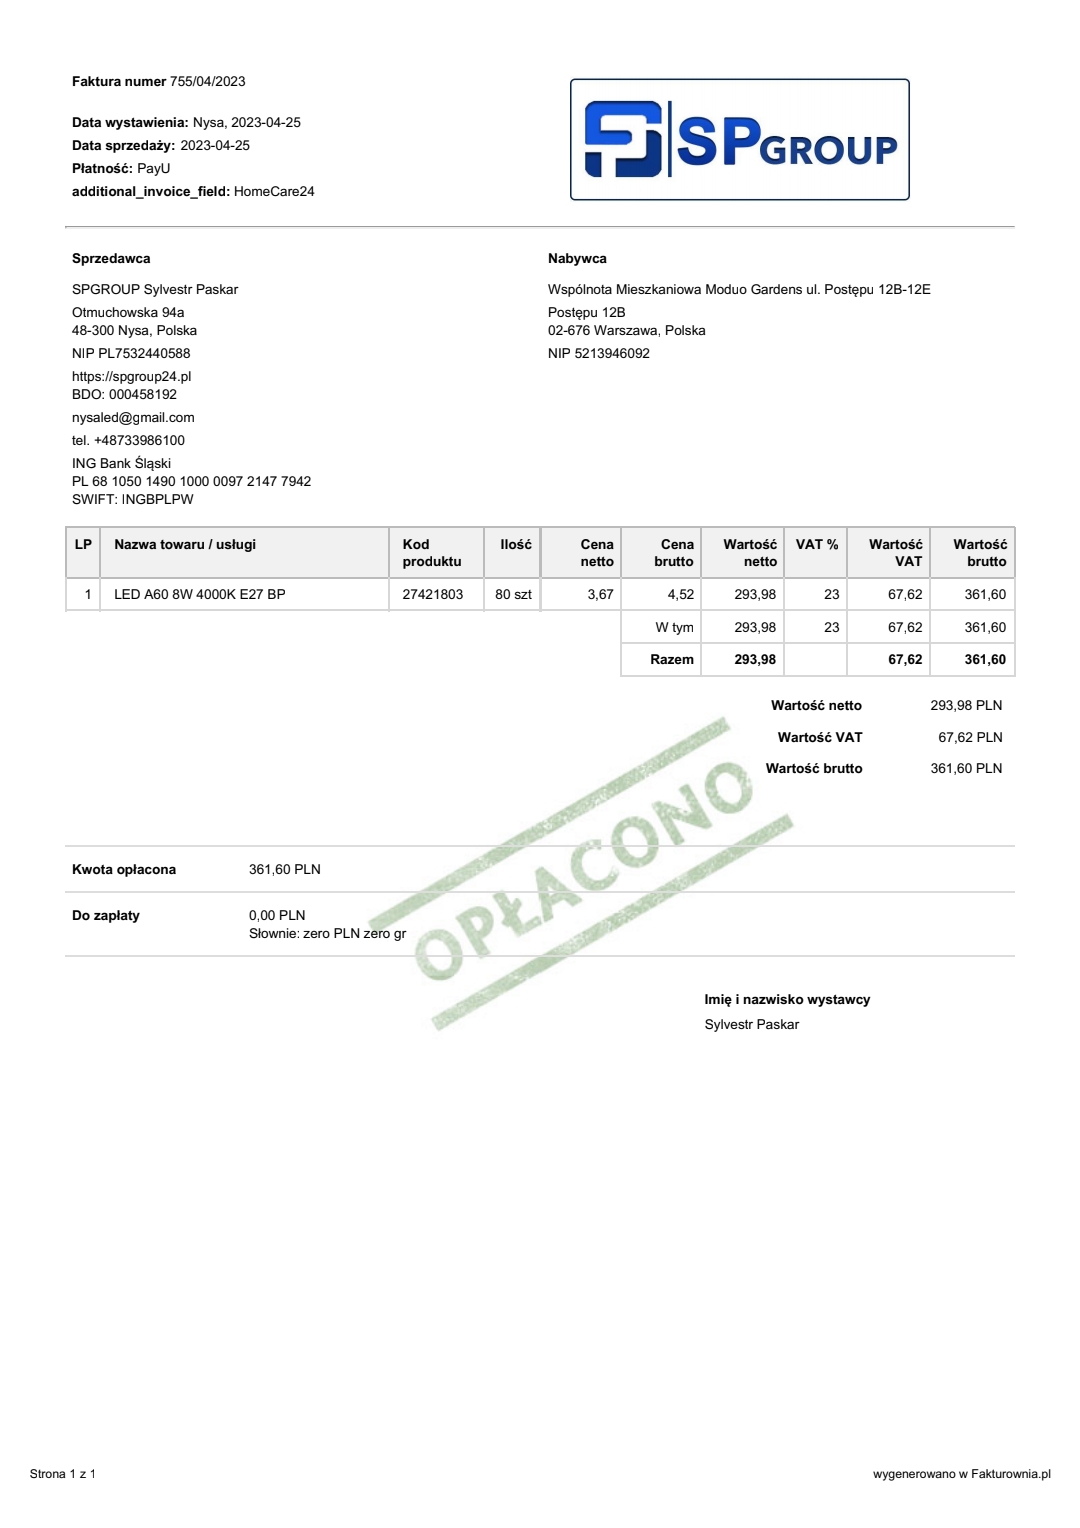 Faktura numer 755/04/2023
Data wystawienia: Nysa, 2023-04-25
Data sprzedaży: 2023-04-25
Płatność: PayU
additional_invoice_field: HomeCare24
SPGROUP
Sprzedawca
SPGROUP Sylvestr Paskar
Otmuchowska 94a
48-300 Nysa, Polska
NIP PL7532440588
https://spgroup24.pl
BDO: 000458192
nysaled@gmail.com
tel. +48733986100
ING Bank Śląski
PL 68 1050 1490 1000 0097 2147 7942
SWIFT: INGBPLPW
Nabywca
Wspólnota Mieszkaniowa Moduo Gardens ul. Postępu 12B-12E
Postępu 12B
02-676 Warszawa, Polska
NIP 5213946092
LP Nazwa towaru / usługi Kod produktu Ilość Cena netto Cena brutto Wartość netto VAT % Wartość VAT Wartość brutto
1 LED A60 8W 4000K E27 BP 27421803 80 szt 3,67 4,52 293,98 23 67,62 361,60
W tym 293,98 23 67,62 361,60
Razem 293,98 67,62 361,60
Wartość netto 293,98 PLN
Wartość VAT 67,62 PLN
Wartość brutto 361,60 PLN
OPŁACONO
Kwota opłacona 361,60 PLN
Do zapłaty 0,00 PLN
Słownie: zero PLN zero gr
Imię i nazwisko wystawcy
Sylvestr Paskar
Strona 1 z 1
wygenerowano w Fakturownia.pl